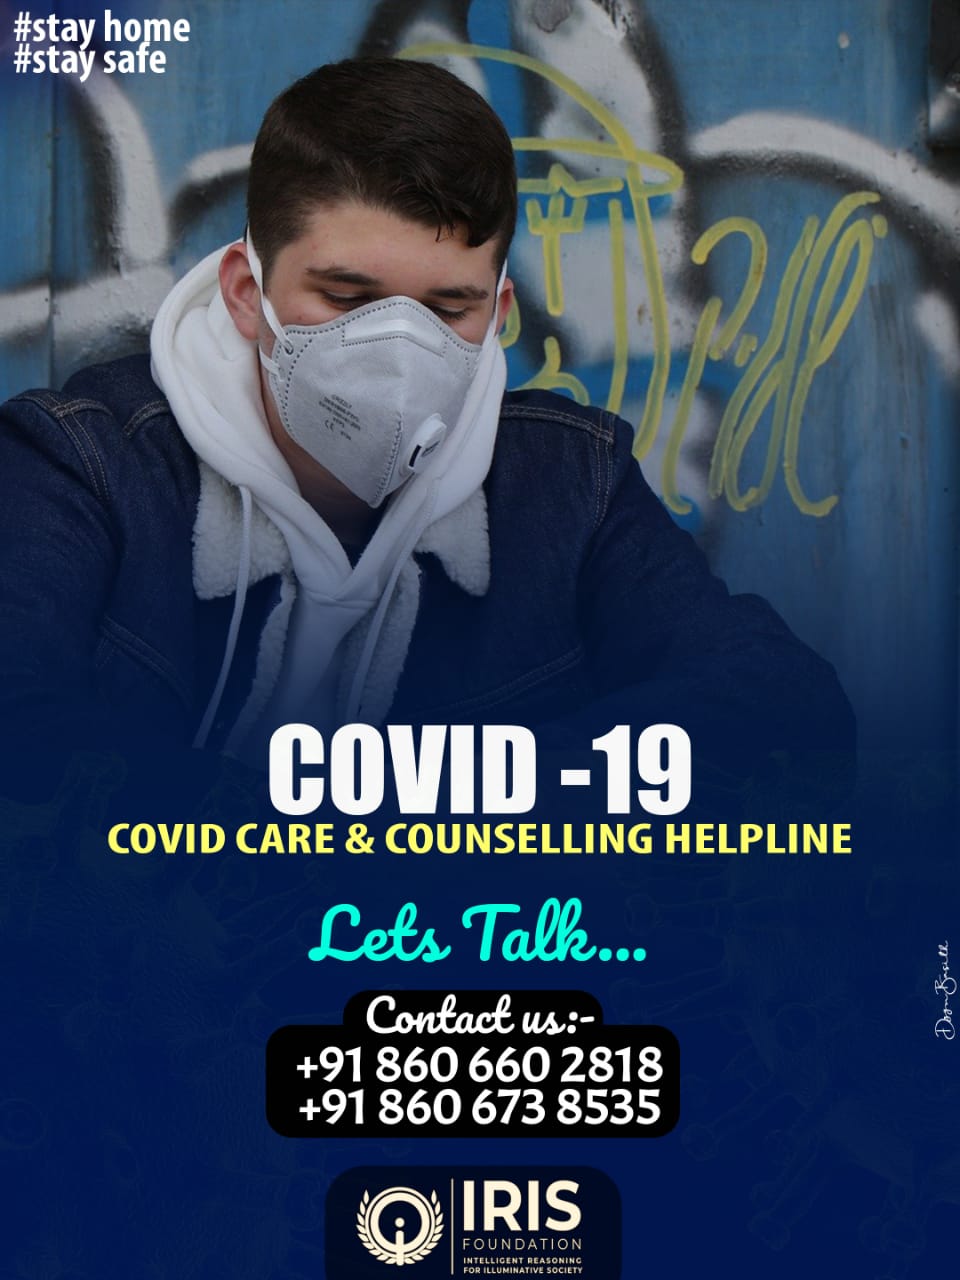 #stay home
#stay safe
COVID -19
COVID CARE & COUNSELLING HELPLINE
Lets Talk...
Contact us:-
+91 860 660 2818
+91 860 673 8535
IRIS
FOUNDATION
INTELLIGENT REASONING
FOR ILLUMINATIVE SOCIETY